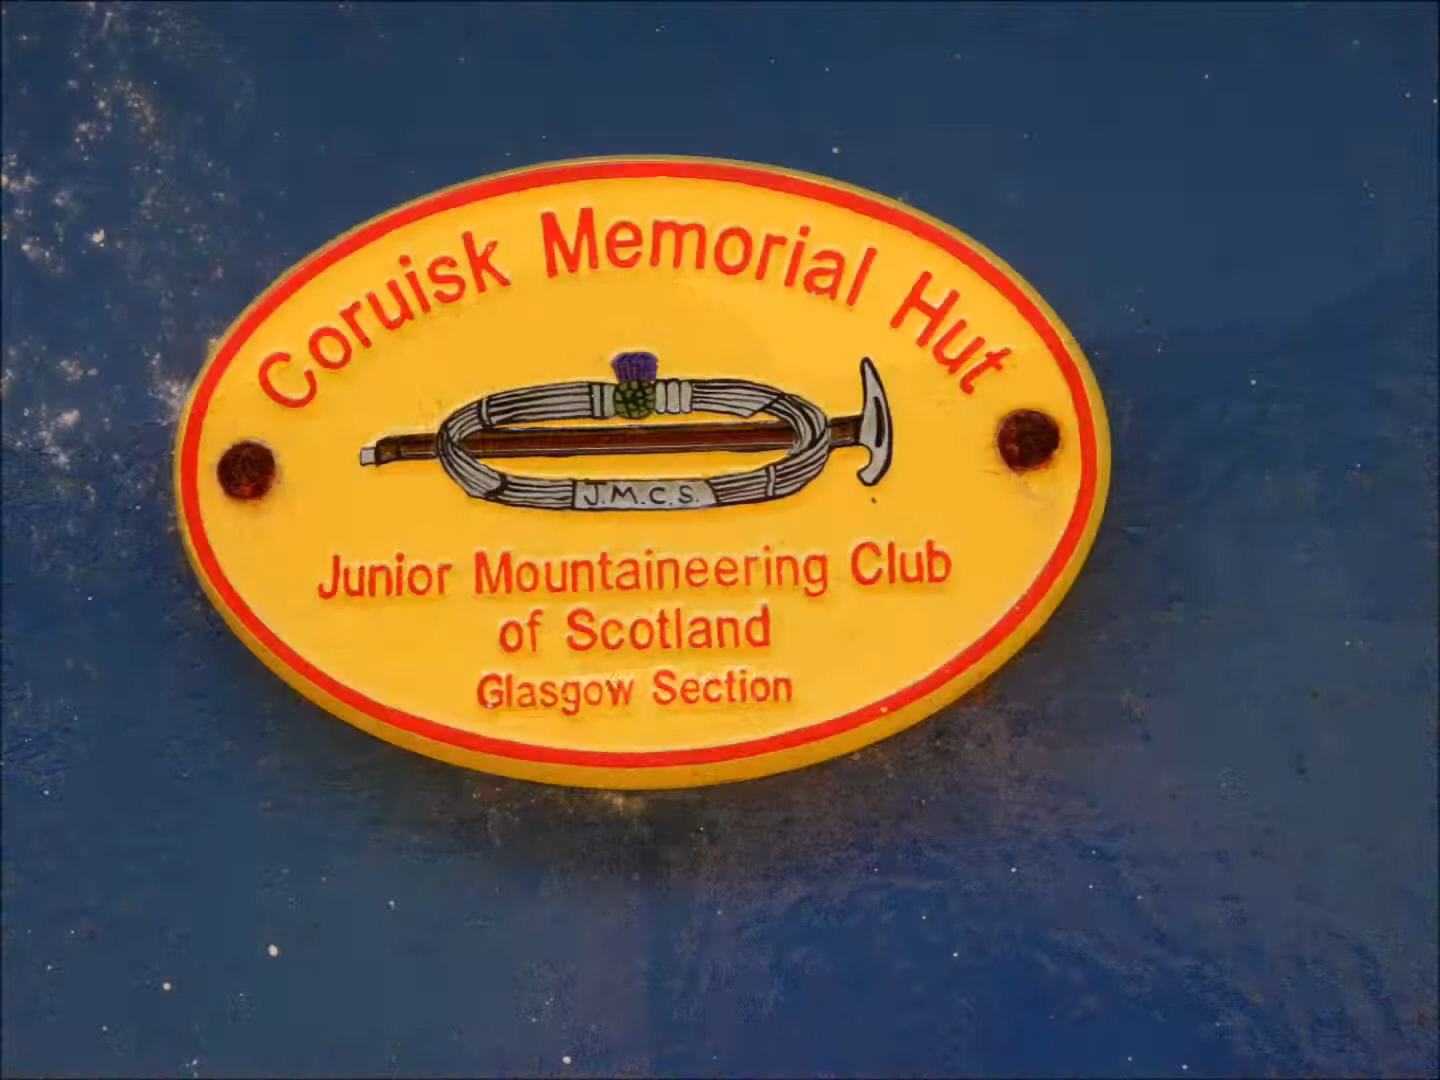 Coruisk Memorial Hut
J.M.C.S.
Junior Mountaineering Club
of Scotland
Glasgow Section